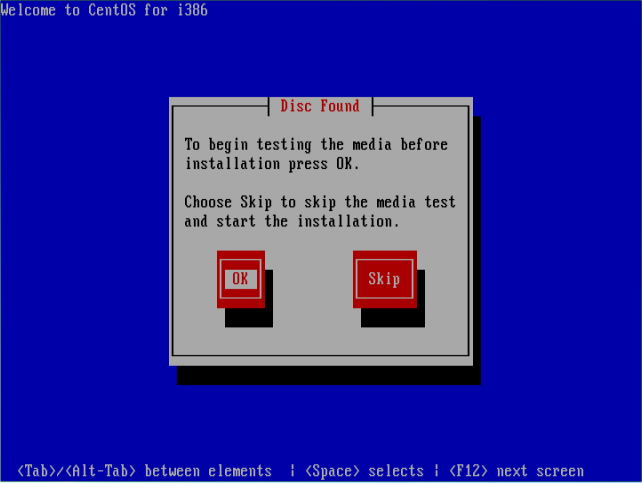 Welcome to CentOS for i386
Disc Found
To begin testing the media before
installation press OK.
Choose Skip to skip the media test
and start the installation.
OK
Skip
<Tab>/<Alt-Tab> between elements | <Space> selects | <F12> next screen